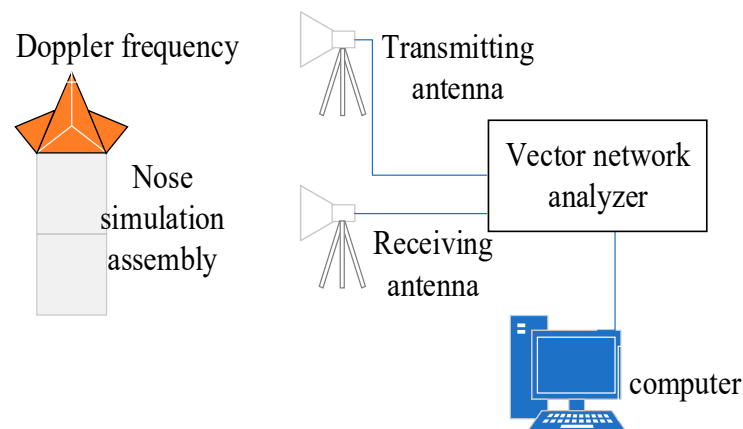 Doppler frequency
Nose
simulation
assembly
Transmitting
antenna
Receiving
antenna
Vector network
analyzer
computer